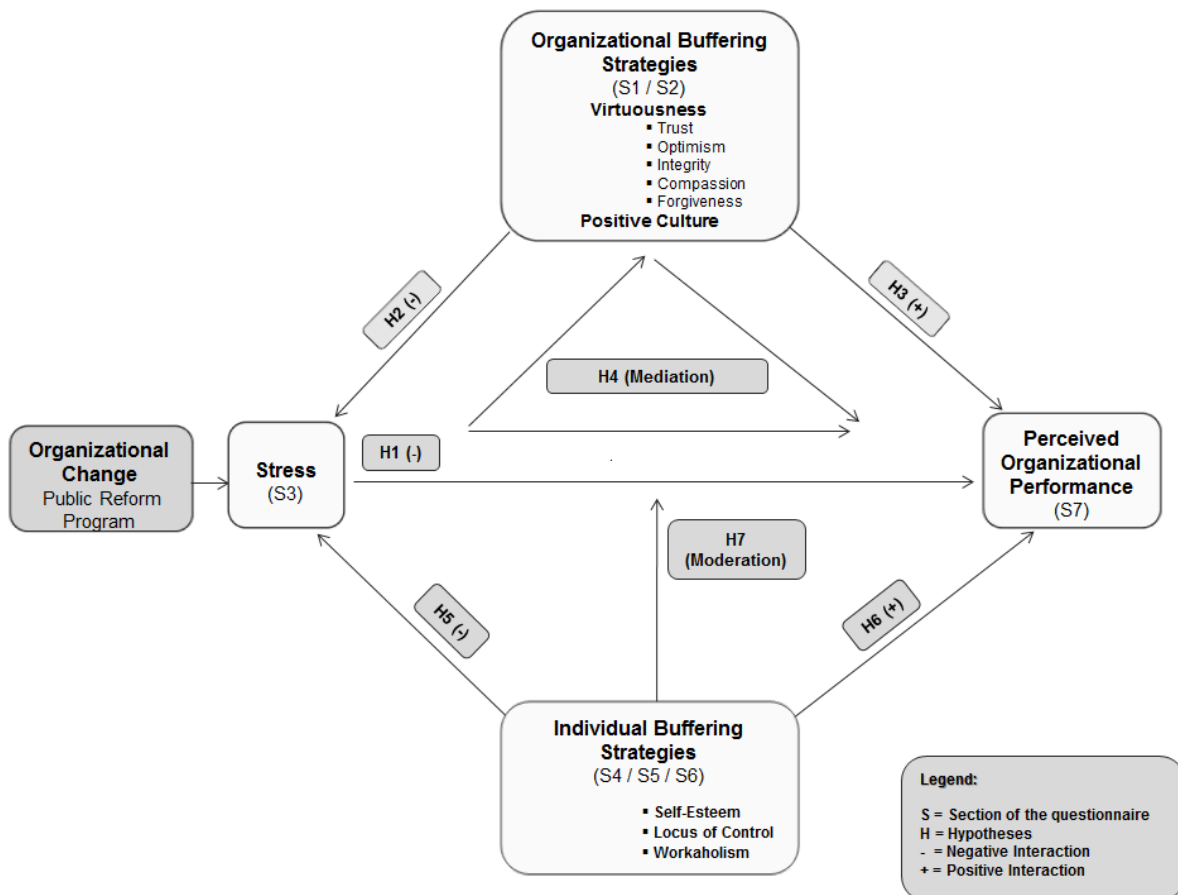 Organizational Buffering
Strategies
(S1 / S2)
Virtuousness
▪ Trust
▪ Optimism
▪ Integrity
▪ Compassion
▪ Forgiveness
Positive Culture
H2 (-)
H3 (+)
H4 (Mediation)
Organizational
Change
Public Reform
Program
Stress
(S3)
H1 (-)
Perceived
Organizational
Performance
(S7)
H7
(Moderation)
H5 (-)
H6 (+)
Individual Buffering
Strategies
(S4 / S5 / S6)
▪ Self-Esteem
▪ Locus of Control
▪ Workaholism
Legend:
S = Section of the questionnaire
H = Hypotheses
- = Negative Interaction
+ = Positive Interaction